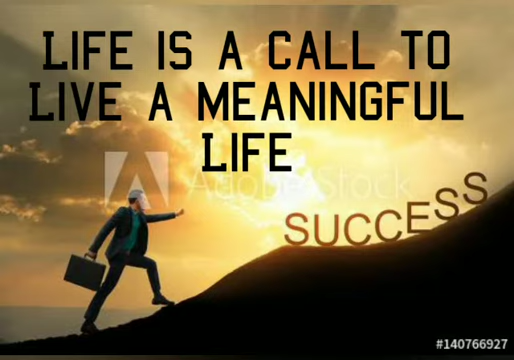 LIFE IS A CALL TO
LIVE A MEANINGFUL
LIFE
Adobe Stock
SUCCESS
#140766927